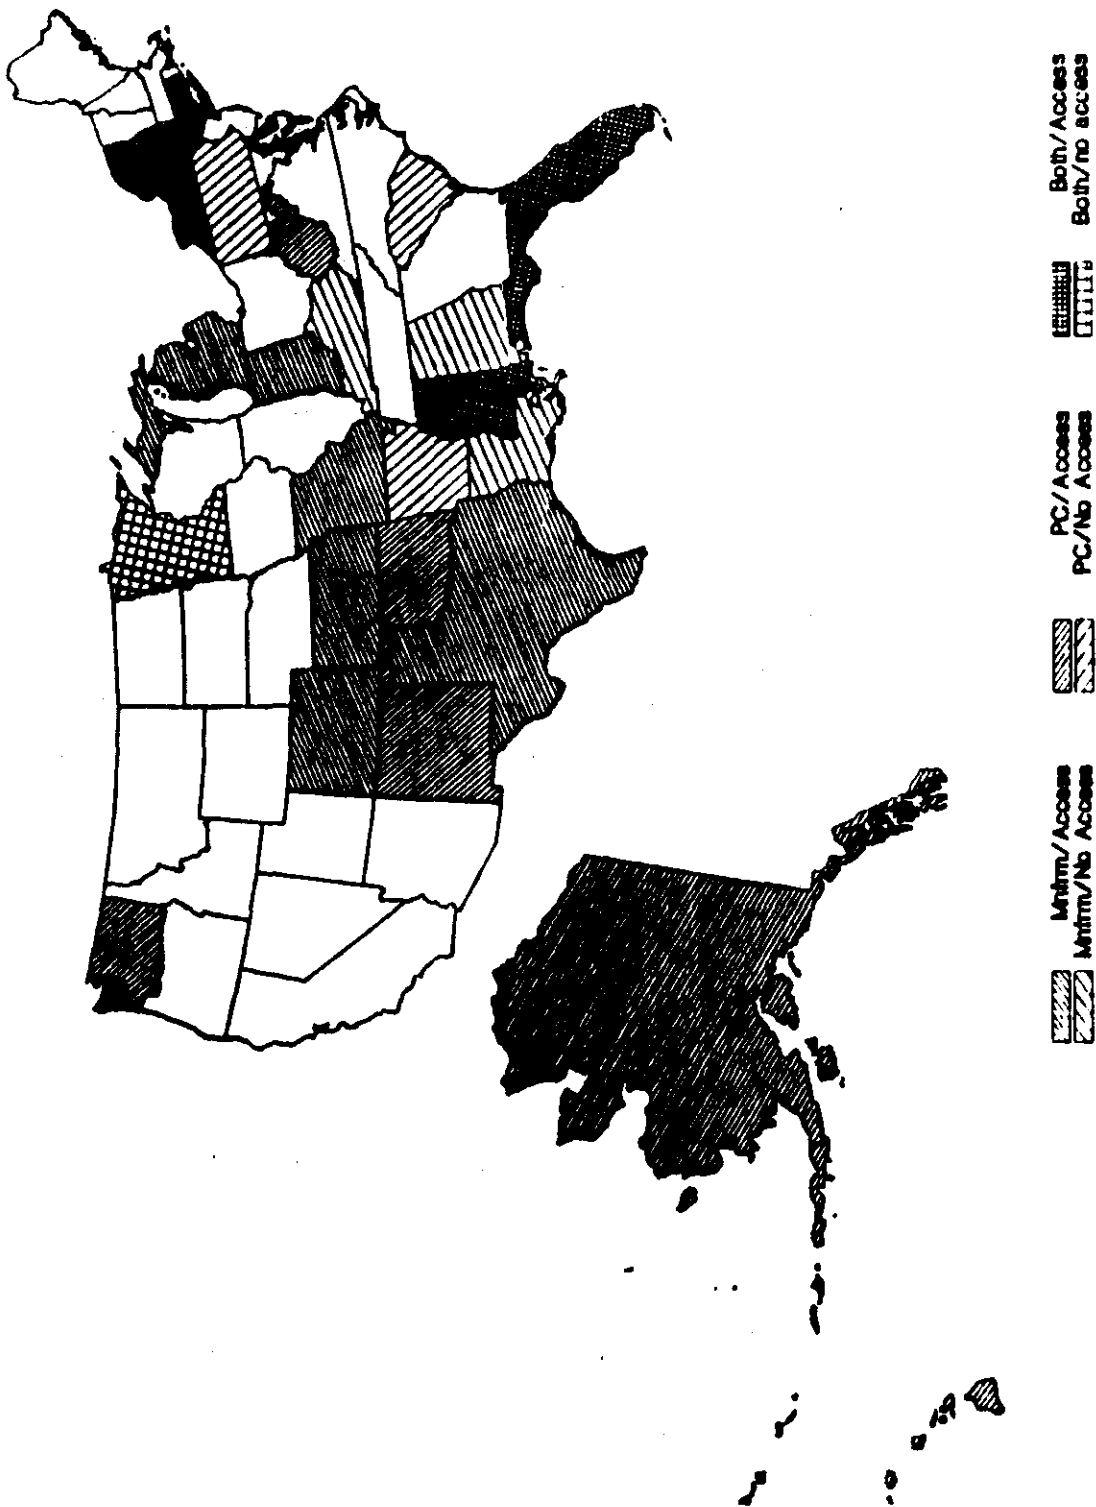 Mnfrm/Access
Mnfrm/No Access
PC/Access
PC/No Access
Both/Access
Both/no access